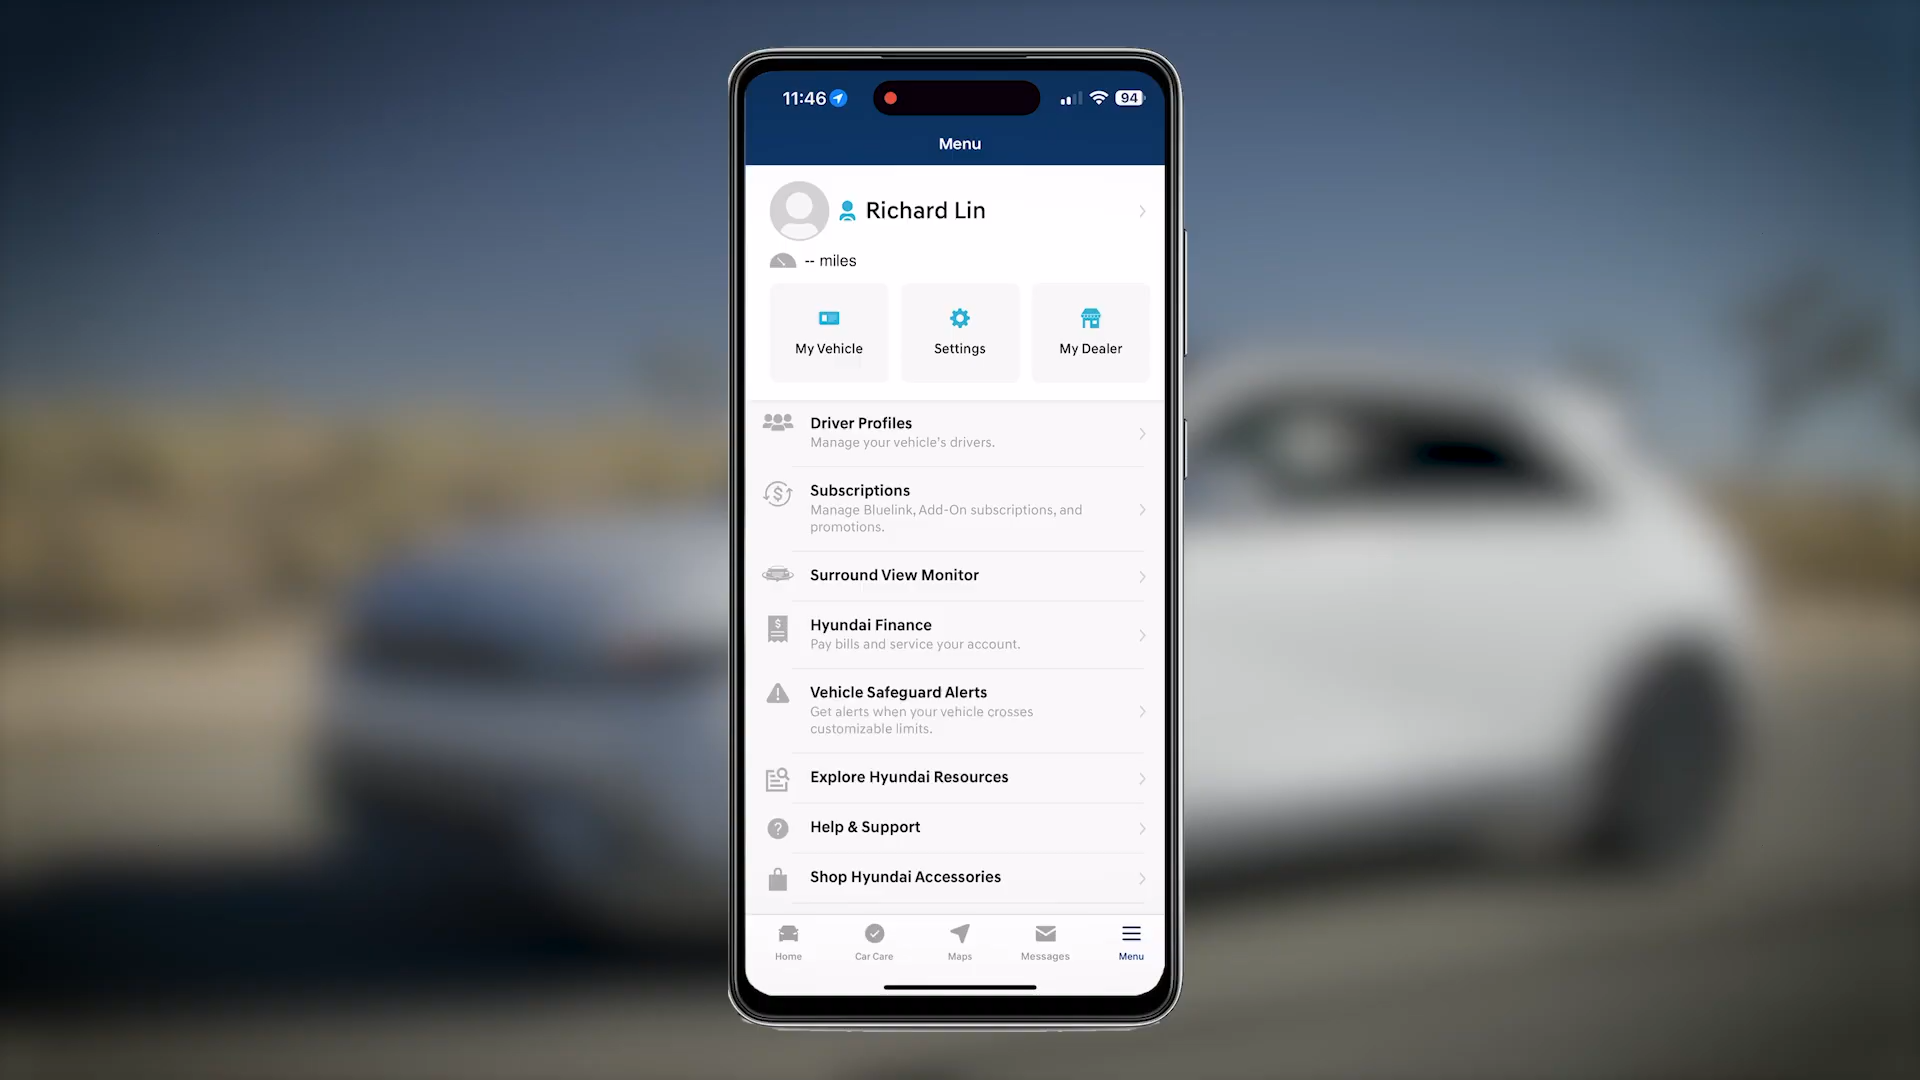 11:46
94
Menu
Richard Lin
-- miles
My Vehicle
Settings
My Dealer
Driver Profiles
Manage your vehicle's drivers.
Subscriptions
Manage Bluelink, Add-On subscriptions, and
promotions.
Surround View Monitor
Hyundai Finance
Pay bills and service your account.
Vehicle Safeguard Alerts
Get alerts when your vehicle crosses
customizable limits.
Explore Hyundai Resources
Help & Support
Shop Hyundai Accessories
Home
Car Care
Maps
Messages
Menu